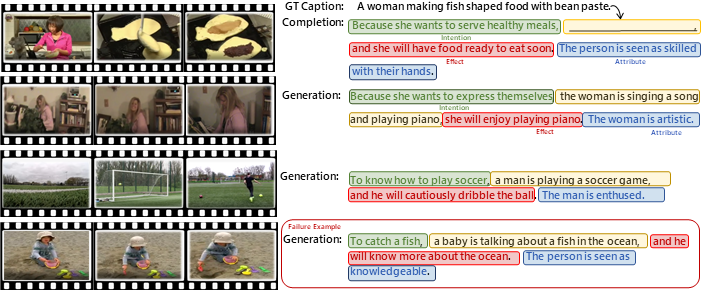 GT Caption: A woman making fish shaped food with bean paste.
Completion: Because she wants to serve healthy meals,
Intention
and she will have food ready to eat soon. The person is seen as skilled
Effect Attribute
with their hands.
Generation: Because she wants to express themselves the woman is singing a song
Intention
and playing piano, she will enjoy playing piano. The woman is artistic.
Effect Attribute
Generation: To know how to play soccer, a man is playing a soccer game,
and he will cautiously dribble the ball. The man is enthused.
Failure Example
Generation: To catch a fish, a baby is talking about a fish in the ocean, and he
will know more about the ocean. The person is seen as
knowledgeable.